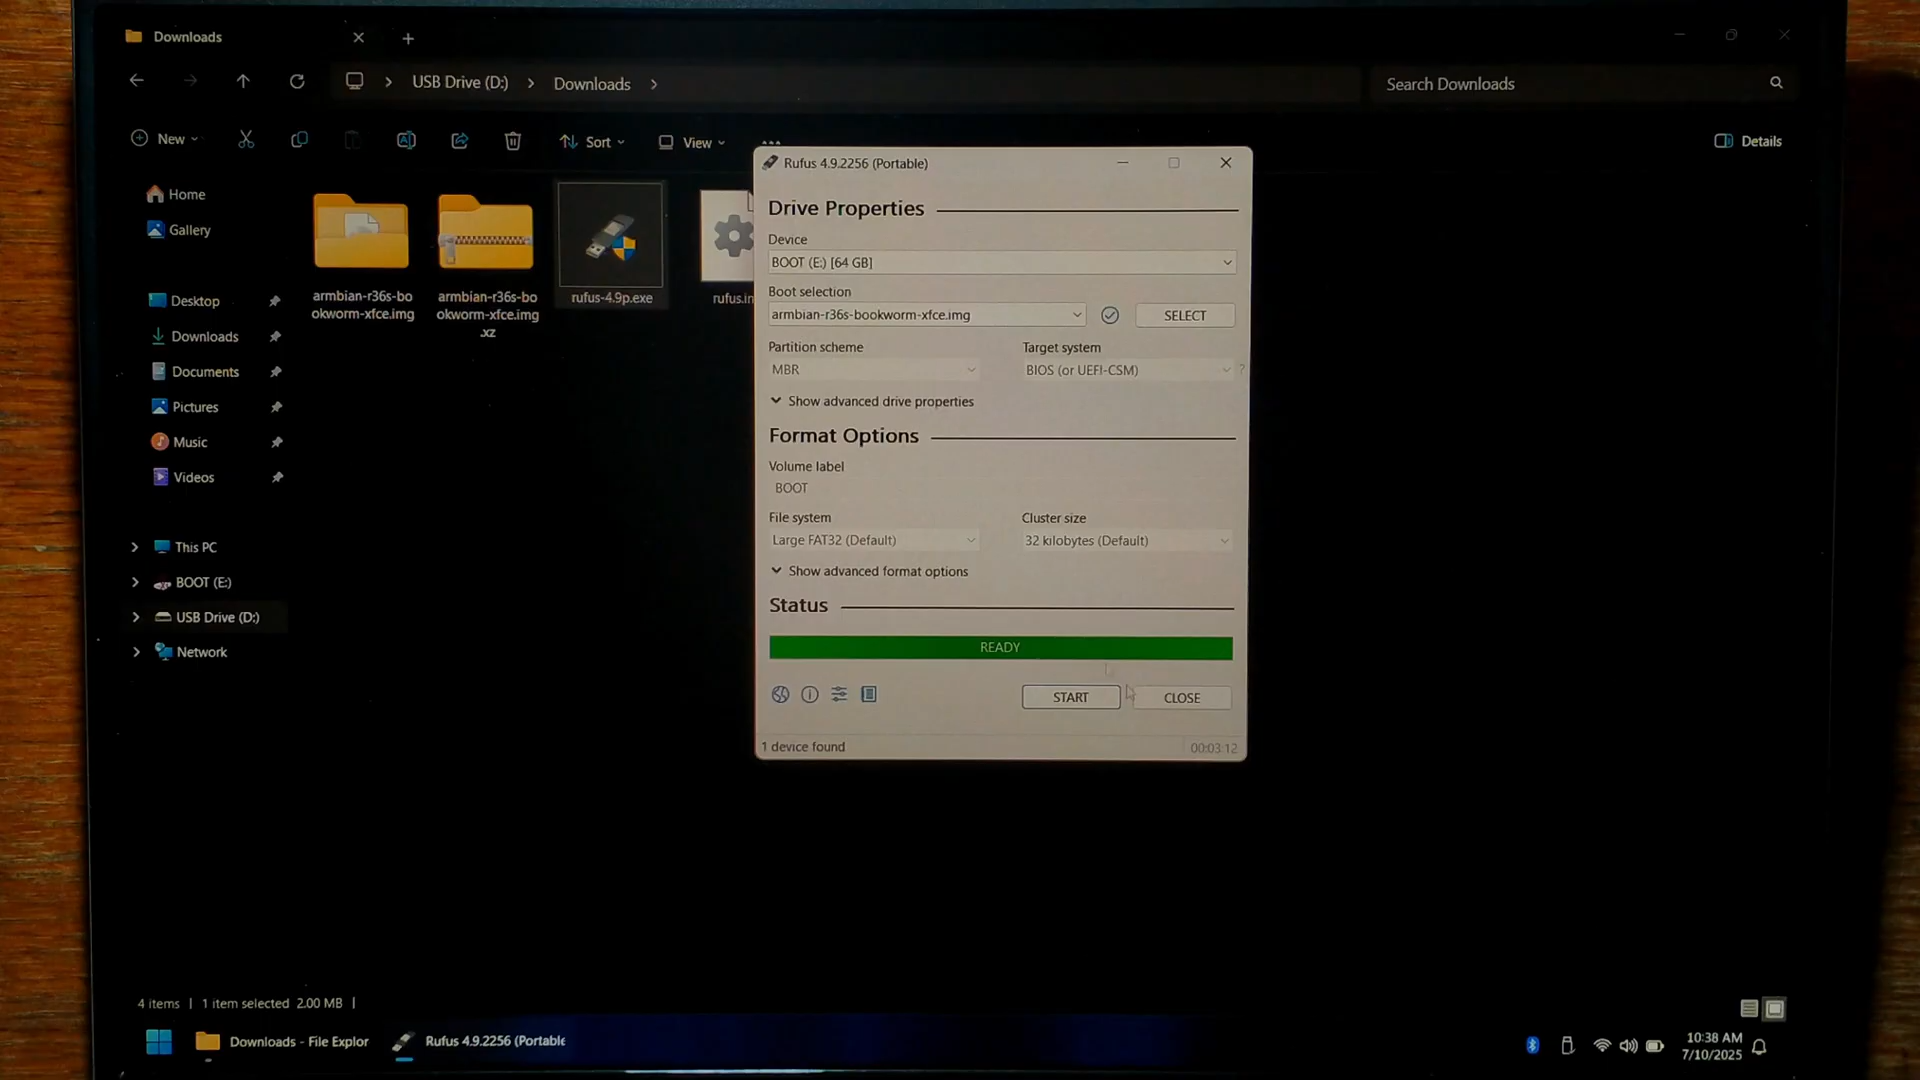 Downloads
USB Drive (D:)
Downloads
Search Downloads
New
Sort
View
Details
Home
Gallery
Desktop
Downloads
Documents
Pictures
Music
Videos
This PC
BOOT (E:)
USB Drive (D:)
Network
armbian-r36s-bo
okworm-xfce.img
armbian-r36s-bo
okworm-xfce.img
.xz
rufus-4.9p.exe
rufus.in
Rufus 4.9.2256 (Portable)
Drive Properties
Device
BOOT (E:) [64 GB]
Boot selection
armbian-r36s-bookworm-xfce.img
SELECT
Partition scheme
Target system
MBR
BIOS (or UEFI-CSM)
?
Show advanced drive properties
Format Options
Volume label
BOOT
File system
Cluster size
Large FAT32 (Default)
32 kilobytes (Default)
Show advanced format options
Status
READY
START
CLOSE
1 device found
00:03:12
4 items
1 item selected 2.00 MB
Downloads - File Explor
Rufus 4.9.2256 (Portable
10:38 AM
7/10/2025